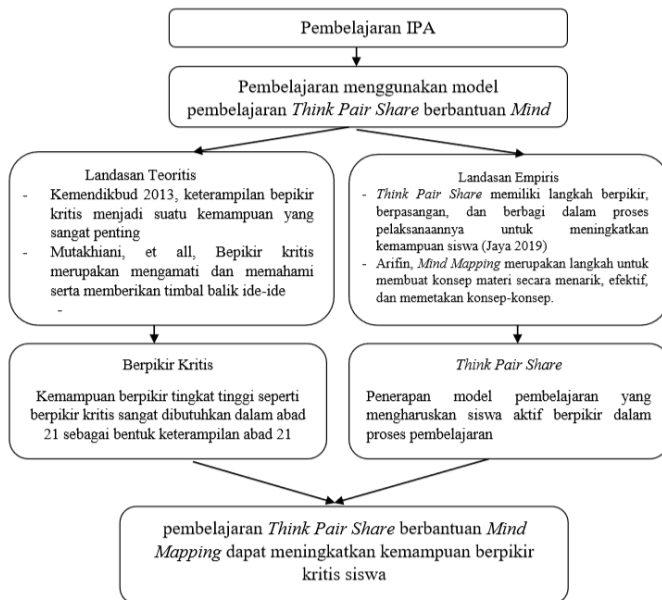 Pembelajaran IPA
Pembelajaran menggunakan model
pembelajaran Think Pair Share berbantuan Mind
Landasan Teoritis
- Kemendikbud 2013, keterampilan bepikir
kritis menjadi suatu kemampuan yang
sangat penting
- Mutakhiani, et all, Bepikir kritis
merupakan mengamati dan memahami
serta memberikan timbal balik ide-ide
-
Landasan Empiris
- Think Pair Share memiliki langkah berpikir,
berpasangan, dan berbagi dalam proses
pelaksanaannya untuk meningkatkan
kemampuan siswa (Jaya 2019)
- Arifin, Mind Mapping merupakan langkah untuk
membuat konsep materi secara menarik, efektif,
dan memetakan konsep-konsep.
Berpikir Kritis
Kemampuan berpikir tingkat tinggi seperti
berpikir kritis sangat dibutuhkan dalam abad
21 sebagai bentuk keterampilan abad 21
Think Pair Share
Penerapan model pembelajaran yang
mengharuskan siswa aktif berpikir dalam
proses pembelajaran
pembelajaran Think Pair Share berbantuan Mind
Mapping dapat meningkatkan kemampuan berpikir
kritis siswa